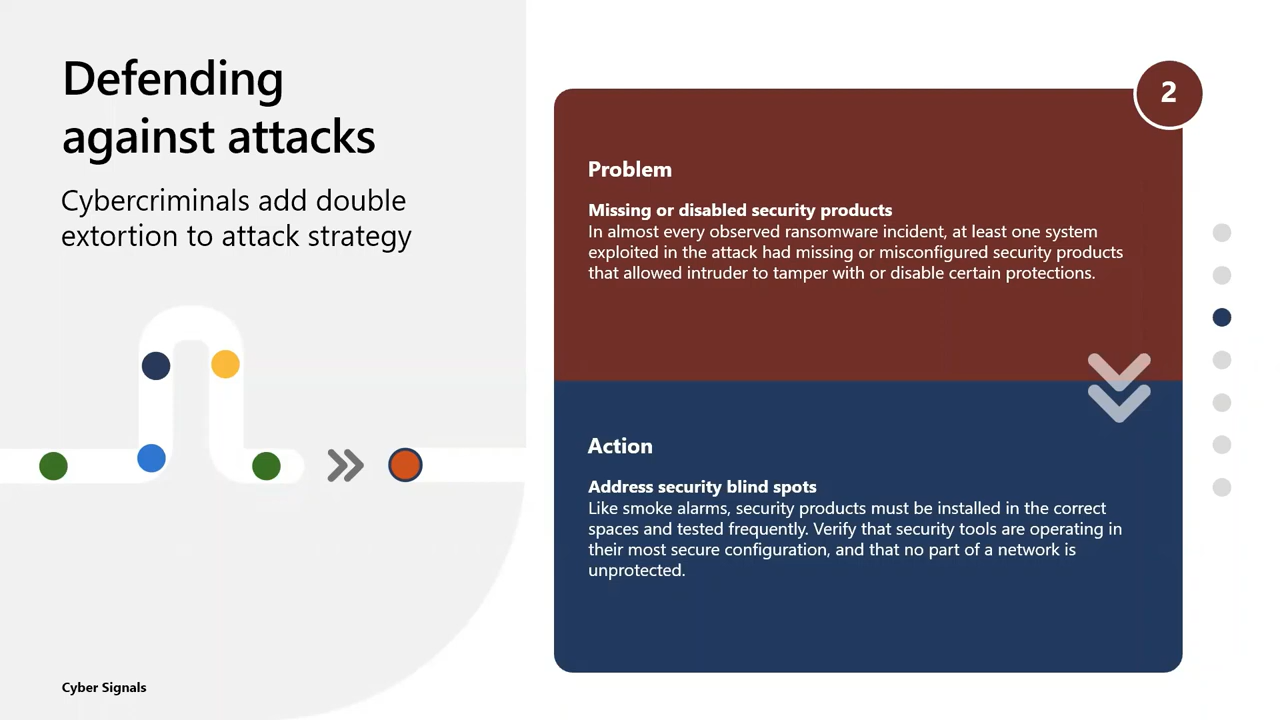 Defending
against attacks
Cybercriminals add double
extortion to attack strategy
2
Problem
Missing or disabled security products
In almost every observed ransomware incident, at least one system
exploited in the attack had missing or misconfigured security products
that allowed intruder to tamper with or disable certain protections.
Action
Address security blind spots
Like smoke alarms, security products must be installed in the correct
spaces and tested frequently. Verify that security tools are operating in
their most secure configuration, and that no part of a network is
unprotected.
Cyber Signals